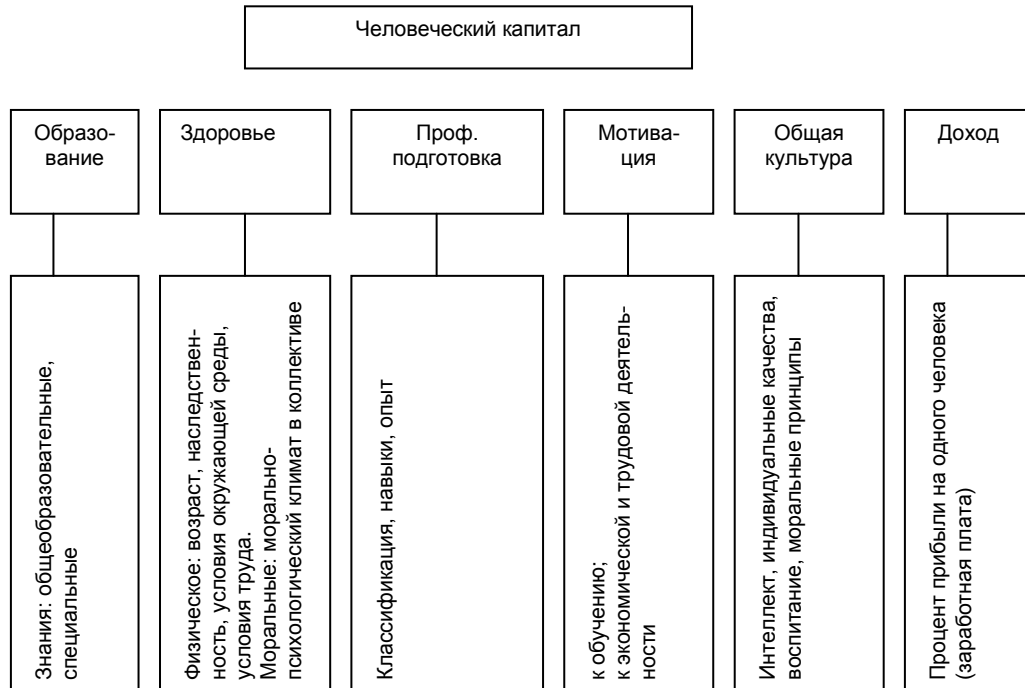 Человеческий капитал
Образо-
вание
Здоровье
Проф.
подготовка
Мотива-
ция
Общая
культура
Доход
Знания: общеобразовательные,
специальные
Физическое: возраст, наследствен-
ность, условия окружающей среды,
условия труда.
Моральные: морально-
психологический климат в коллективе
Классификация, навыки, опыт
к обучению;
к экономической и трудовой деятель-
ности
Интеллект, индивидуальные качества,
воспитание, моральные принципы
Процент прибыли на одного человека
(заработная плата)